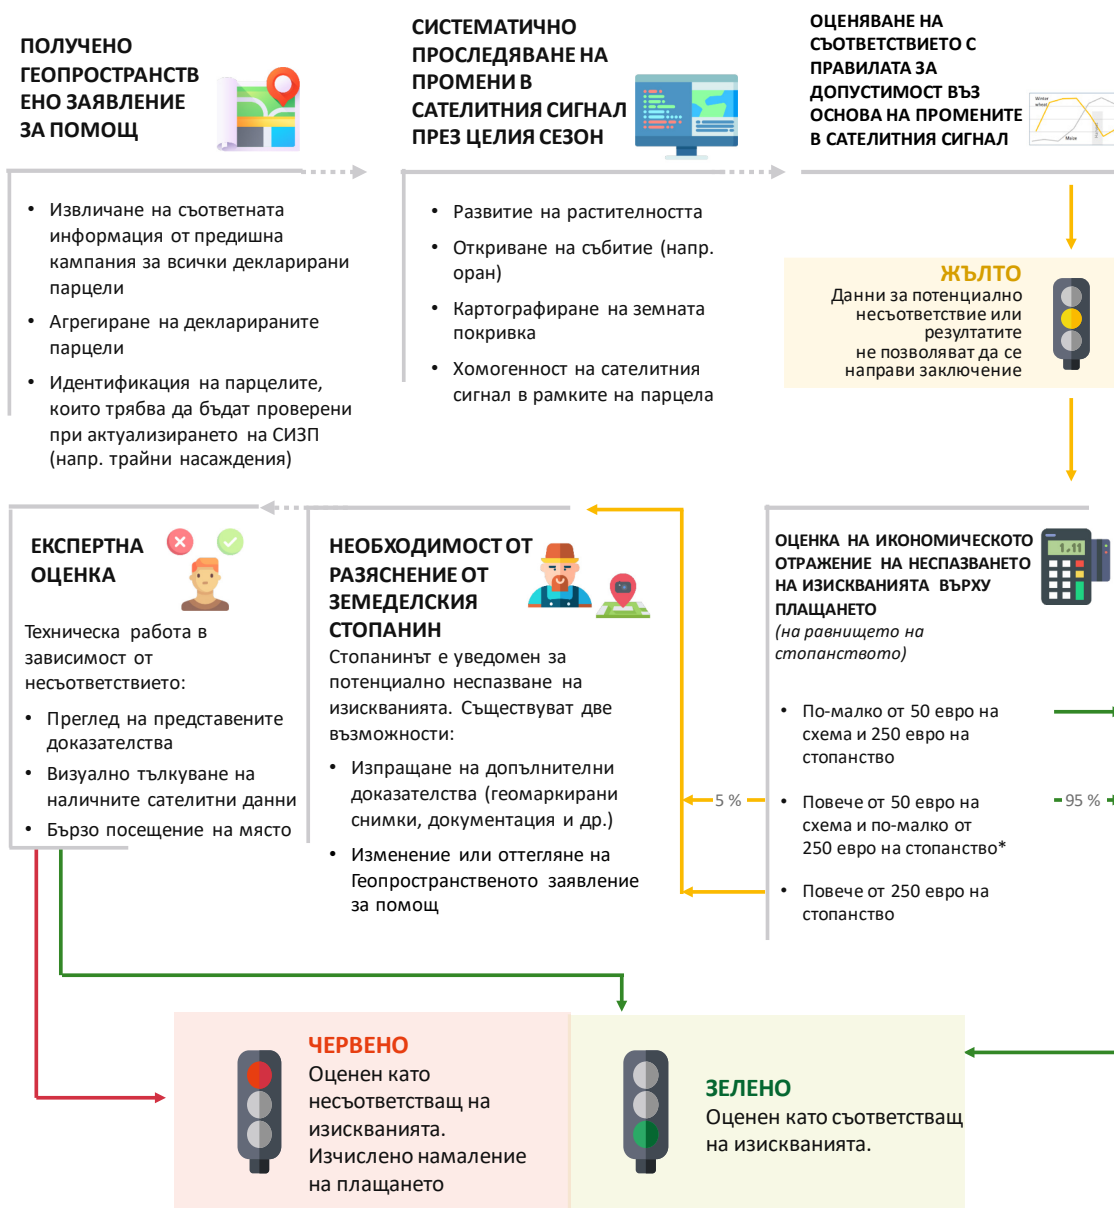 ПОЛУЧЕНО
ГЕОПРОСТРАНСТВ
ЕНО ЗАЯВЛЕНИЕ
ЗА ПОМОЩ
СИСТЕМАТИЧНО
ПРОСЛЕДЯВАНЕ НА
ПРОМЕНИ В
САТЕЛИТНИЯ СИГНАЛ
ПРЕЗ ЦЕЛИЯ СЕЗОН
ОЦЕНЯВАНЕ НА
СЪОТВЕТСТВИЕТО С
ПРАВИЛАТА ЗА
ДОПУСТИМОСТ ВЪЗ
ОСНОВА НА ПРОМЕНИТЕ
В САТЕЛИТНИЯ СИГНАЛ
Winter
wheat
Maize
• Извличане на съответната
информация от предишна
кампания за всички декларирани
парцели
• Агрегиране на декларираните
парцели
• Идентификация на парцелите,
които трябва да бъдат проверени
при актуализирането на СИЗП
(напр. трайни насаждения)
• Развитие на растителността
• Откриване на събитие (напр.
оран)
• Картографиране на земната
покривка
• Хомогенност на сателитния
сигнал в рамките на парцела
ЖЪЛТО
Данни за потенциално
несъответствие или
резултатите
не позволяват да се
направи заключение
ЕКСПЕРТНА
ОЦЕНКА
Техническа работа в
зависимост от
несъответствието:
• Преглед на представените
доказателства
• Визуално тълкуване на
наличните сателитни данни
• Бързо посещение на място
НЕОБХОДИМОСТ ОТ
РАЗЯСНЕНИЕ ОТ
ЗЕМЕДЕЛСКИЯ
СТОПАНИН
Стопанинът е уведомен за
потенциално неспазване на
изискванията. Съществуват две
възможности:
• Изпращане на допълнителни
доказателства (геомаркирани
снимки, документация и др.)
• Изменение или оттегляне на
Геопространственото заявление
за помощ
ОЦЕНКА НА ИКОНОМИЧЕСКОТО
ОТРАЖЕНИЕ НА НЕСПАЗВАНЕТО
НА ИЗИСКВАНИЯТА ВЪРХУ
ПЛАЩАНЕТО
(на равнището на
стопанството)
1.11
• По-малко от 50 евро на
схема и 250 евро на
стопанство
5 %
• Повече от 50 евро на
схема и по-малко от
250 евро на стопанство*
95 %
• Повече от 250 евро на
стопанство
ЧЕРВЕНО
Оценен като
несъответстващ на
изискванията.
Изчислено намаление
на плащането
ЗЕЛЕНО
Оценен като съответстващ
на изискванията.